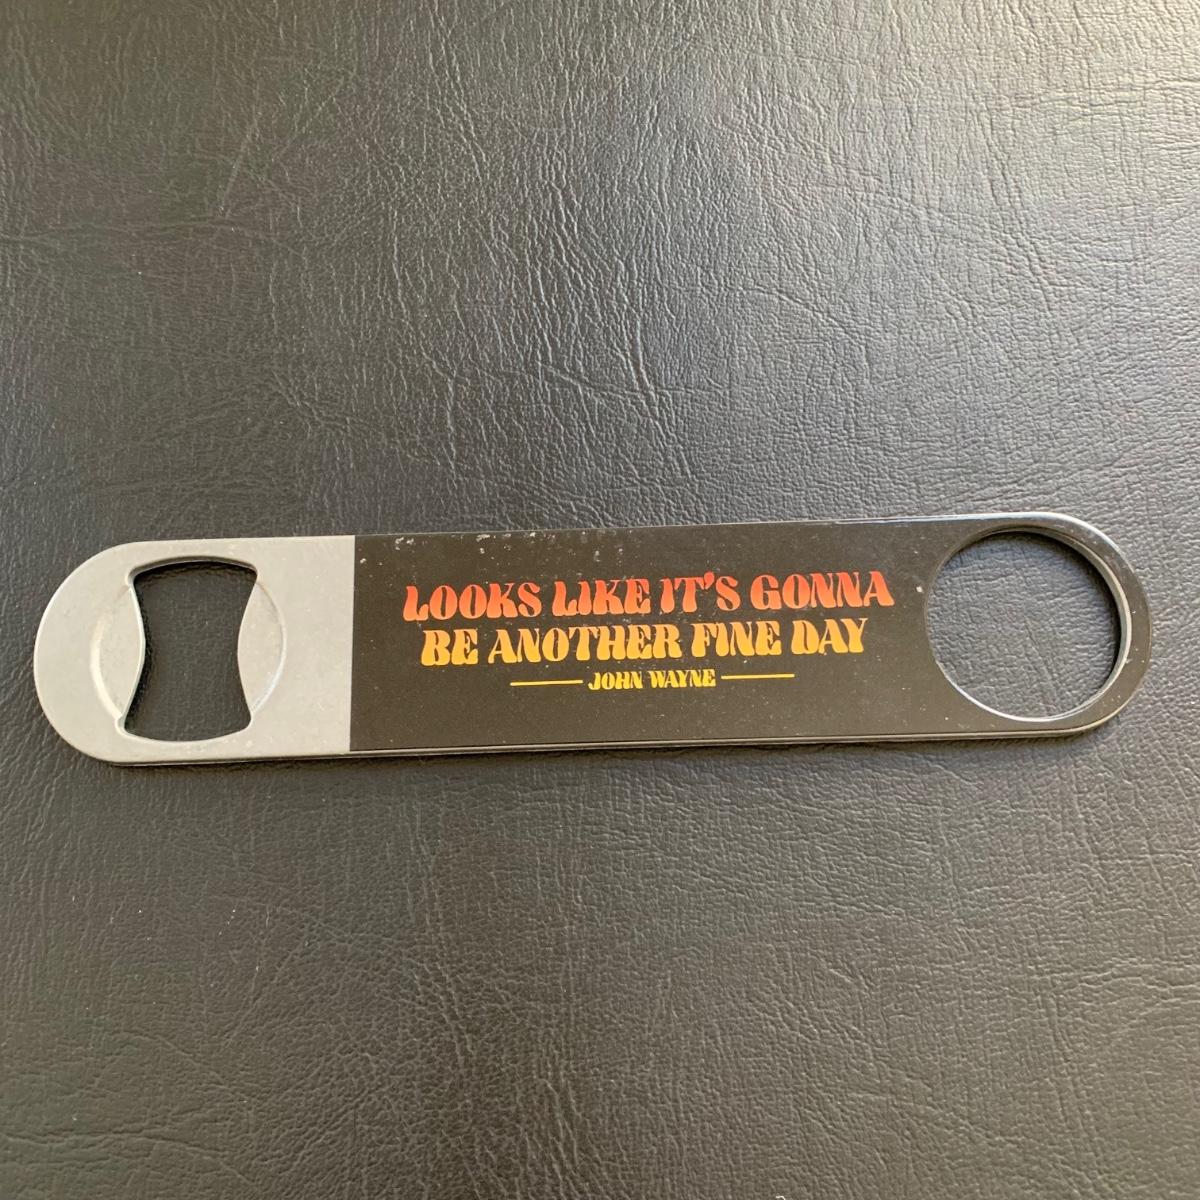 LOOKS LIKE IT'S GONNA
BE ANOTHER FINE DAY
JOHN WAYNE